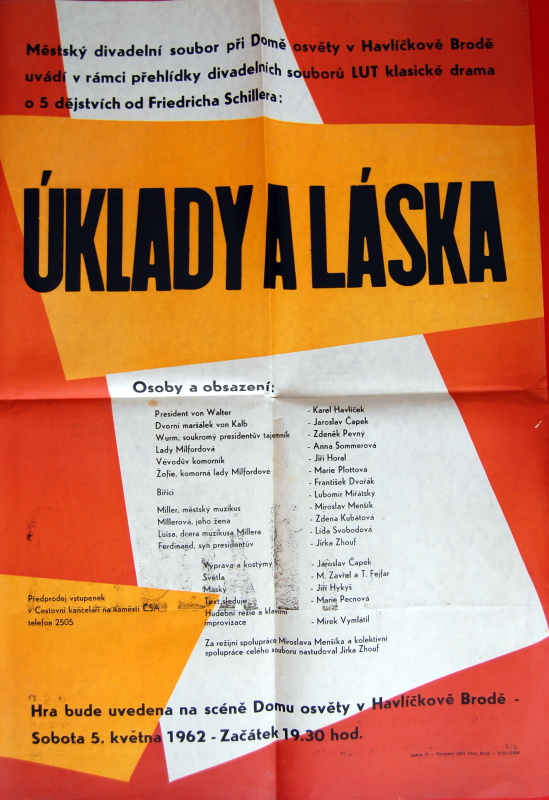 Městský divadelní soubor při Domě osvěty v Havlíčkově Brodě
uvádí v rámci přehlídky divadelních souborů LUT klasické drama
o 5 dějstvích od Friedricha Schillera:
ÚKLADY A LÁSKA
Osoby a obsazení:
President von Walter - Karel Havlíček
Dvorní maršálek von Kalb - Jaroslav Čapek
Wurm, soukromý presidentův tajemník - Zdeněk Pevný
Lady Milfordová - Anna Sommerová
Vévodův komorník - Jiří Horal
Žofie, komorná lady Milfordové - Marie Plottová
- František Dvořák
Biřici - Lubomír Miřátský
Miller, městský muzikus - Miroslav Menšík
Millerová, jeho žena - Zdena Kubátová
Luisa, dcera muzikusa Millera - Lída Svobodová
Ferdinand, syn presidentův - Jirka Zhouf
Výprava a kostýmy - Jaroslav Čapek
Světla - M. Zavřel a T. Fejfar
Masky - Jiří Hykyš
Text sleduje - Marie Pecnová
Hudební režie a klavírní
improvizace - Mirek Vymlátil
Předprodej vstupenek
v Cestovní kanceláři na náměstí ČSA
telefon 2505
Za režijní spolupráce Miroslava Menšíka a kolektivní
spolupráce celého souboru nastudoval Jirka Zhouf
Hra bude uvedena na scéně Domu osvěty v Havlíčkově Brodě -
Sobota 5. května 1962 - Začátek 19.30 hod.